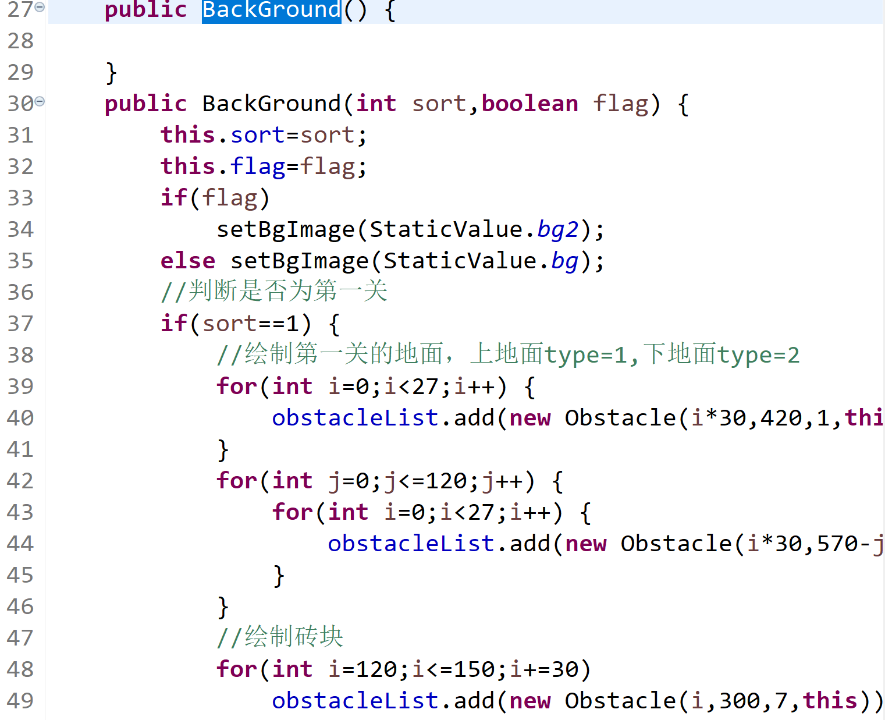 27 public BackGround() {
28
29 }
30 public BackGround(int sort,boolean flag) {
31 this.sort=sort;
32 this.flag=flag;
33 if(flag)
34 setBgImage(StaticValue.bg2);
35 else setBgImage(StaticValue.bg);
36 //判断是否为第一关
37 if(sort==1) {
38 //绘制第一关的地面，上地面type=1,下地面type=2
39 for(int i=0;i<27;i++) {
40 obstacleList.add(new Obstacle(i*30,420,1,thi
41 }
42 for(int j=0;j<=120;j++) {
43 for(int i=0;i<27;i++) {
44 obstacleList.add(new Obstacle(i*30,570-j
45 }
46 }
47 //绘制砖块
48 for(int i=120;i<=150;i+=30)
49 obstacleList.add(new Obstacle(i,300,7,this))